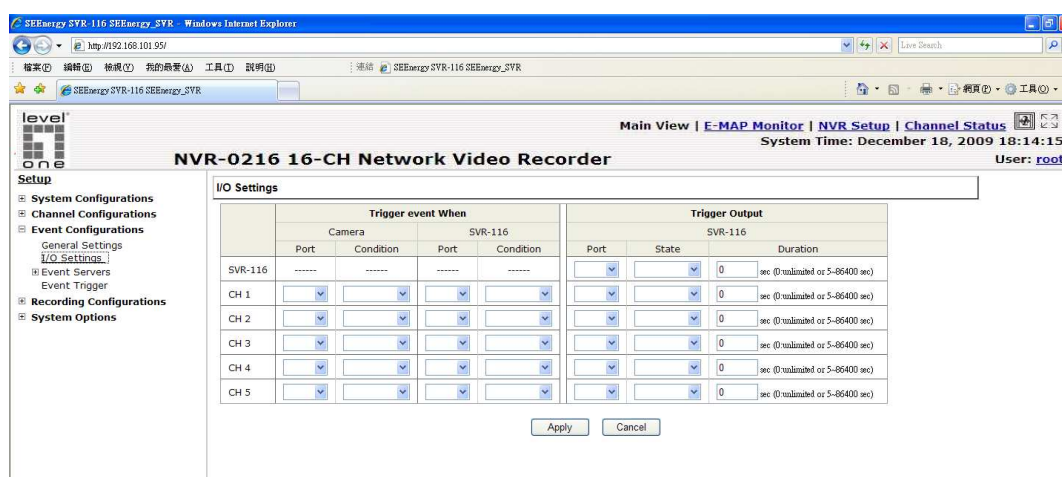 SEEnergy SVR-116 SEEnergy_SVR - Windows Internet Explorer
http://192.168.101.95/
Live Search
檔案(F) 編輯(E) 檢視(V) 我的最愛(A) 工具(T) 說明(H) 連結 SEEnergy SVR-116 SEEnergy_SVR
SEEnergy SVR-116 SEEnergy_SVR
網頁(P) 工具(O)
level
one
Main View | E-MAP Monitor | NVR Setup | Channel Status
System Time: December 18, 2009 18:14:15
NVR-0216 16-CH Network Video Recorder
User: root
Setup
System Configurations
Channel Configurations
Event Configurations
General Settings
I/O Settings
Event Servers
Event Trigger
Recording Configurations
System Options
I/O Settings
Trigger event When Trigger Output
Camera SVR-116 SVR-116
Port Condition Port Condition Port State Duration
SVR-116 ------ ------ ------ ------ 0 sec (0:unlimited or 5~86400 sec)
CH 1 0 sec (0:unlimited or 5~86400 sec)
CH 2 0 sec (0:unlimited or 5~86400 sec)
CH 3 0 sec (0:unlimited or 5~86400 sec)
CH 4 0 sec (0:unlimited or 5~86400 sec)
CH 5 0 sec (0:unlimited or 5~86400 sec)
Apply Cancel